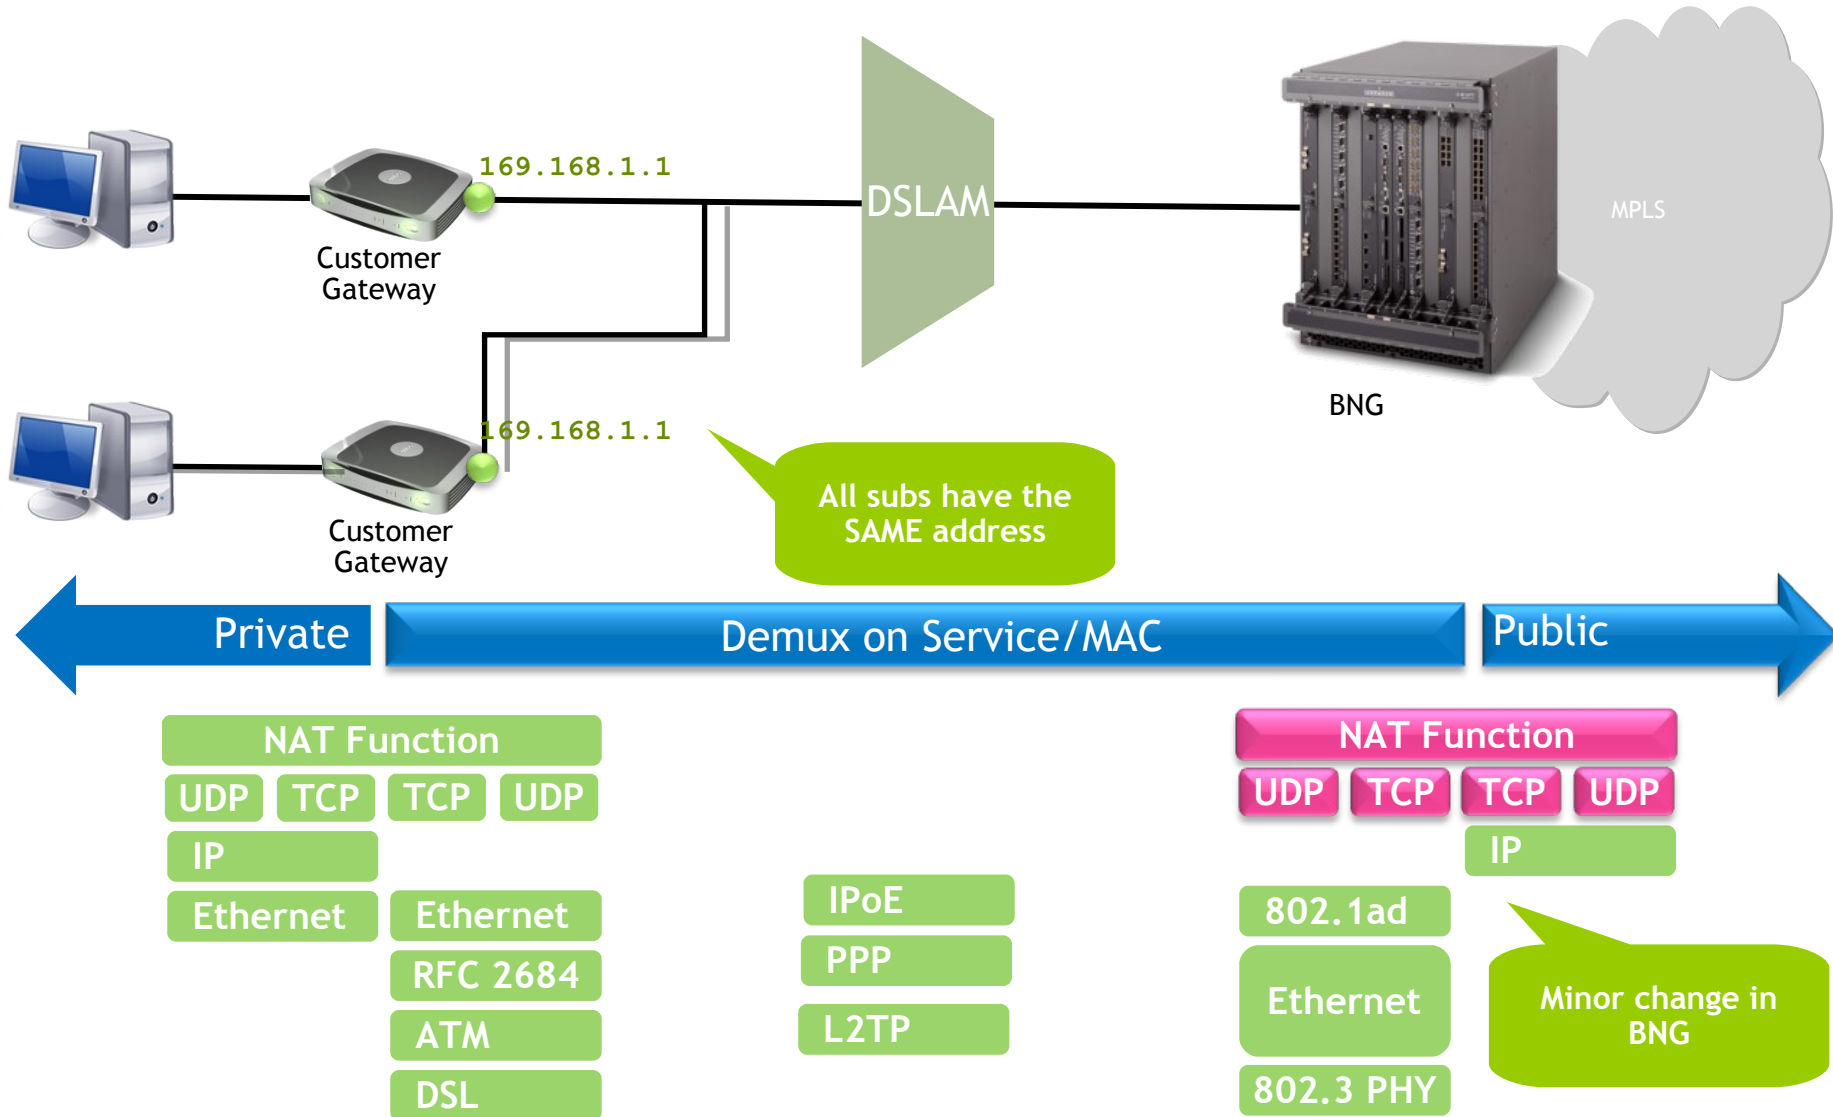 169.168.1.1
DSLAM
MPLS
Customer
Gateway
BNG
169.168.1.1
All subs have the
SAME address
Customer
Gateway
Private
Demux on Service/MAC
Public
NAT Function
UDP TCP TCP UDP
IP
Ethernet
Ethernet
RFC 2684
ATM
DSL
IPoE
PPP
L2TP
NAT Function
UDP TCP TCP UDP
IP
802.1ad
Ethernet
802.3 PHY
Minor change in
BNG